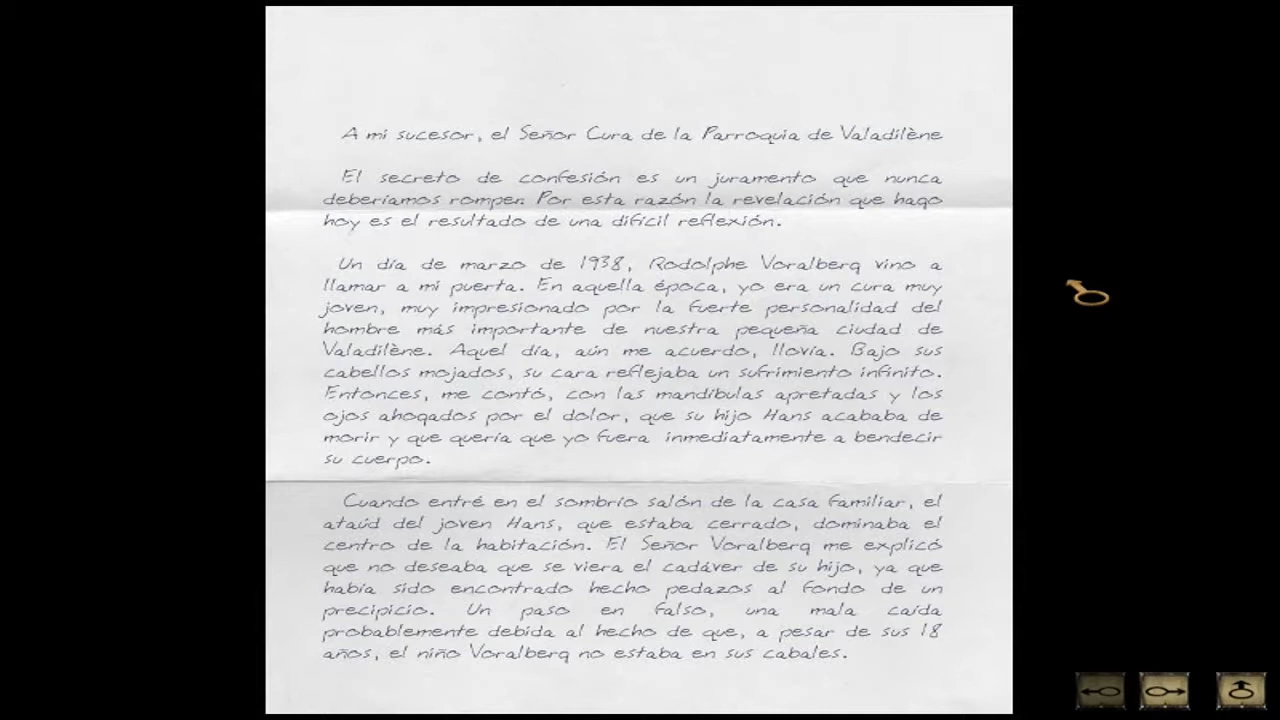 A mi sucesor, el Señor Cura de la Parroquia de Valadilène
El secreto de confesión es un juramento que nunca
deberíamos romper. Por esta razón la revelación que hago
hoy es el resultado de una difícil reflexión.
Un día de marzo de 1938, Rodolphe Voralberg vino a
llamar a mi puerta. En aquella época, yo era un cura muy
joven, muy impresionado por la fuerte personalidad del
hombre más importante de nuestra pequeña ciudad de
Valadilène. Aquel día, aún me acuerdo, llovía. Bajo sus
cabellos mojados, su cara reflejaba un sufrimiento infinito.
Entonces, me contó, con las mandíbulas apretadas y los
ojos ahogados por el dolor, que su hijo Hans acababa de
morir y que quería que yo fuera inmediatamente a bendecir
su cuerpo.
Cuando entré en el sombrío salón de la casa familiar, el
ataúd del joven Hans, que estaba cerrado, dominaba el
centro de la habitación. El Señor Voralberg me explicó
que no deseaba que se viera el cadáver de su hijo, ya que
había sido encontrado hecho pedazos al fondo de un
precipicio. Un paso en falso, una mala caída
probablemente debida al hecho de que, a pesar de sus 18
años, el niño Voralberg no estaba en sus cabales.